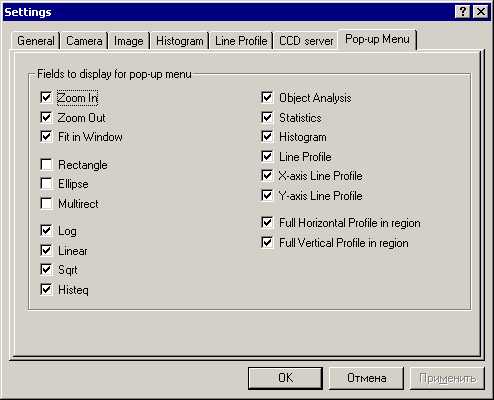 Settings
General Camera Image Histogram Line Profile CCD server Pop-up Menu
Fields to display for pop-up menu
Zoom In
Zoom Out
Fit in Window
Rectangle
Ellipse
Multirect
Log
Linear
Sqrt
Histeq
Object Analysis
Statistics
Histogram
Line Profile
X-axis Line Profile
Y-axis Line Profile
Full Horizontal Profile in region
Full Vertical Profile in region
OK Отмена Применить